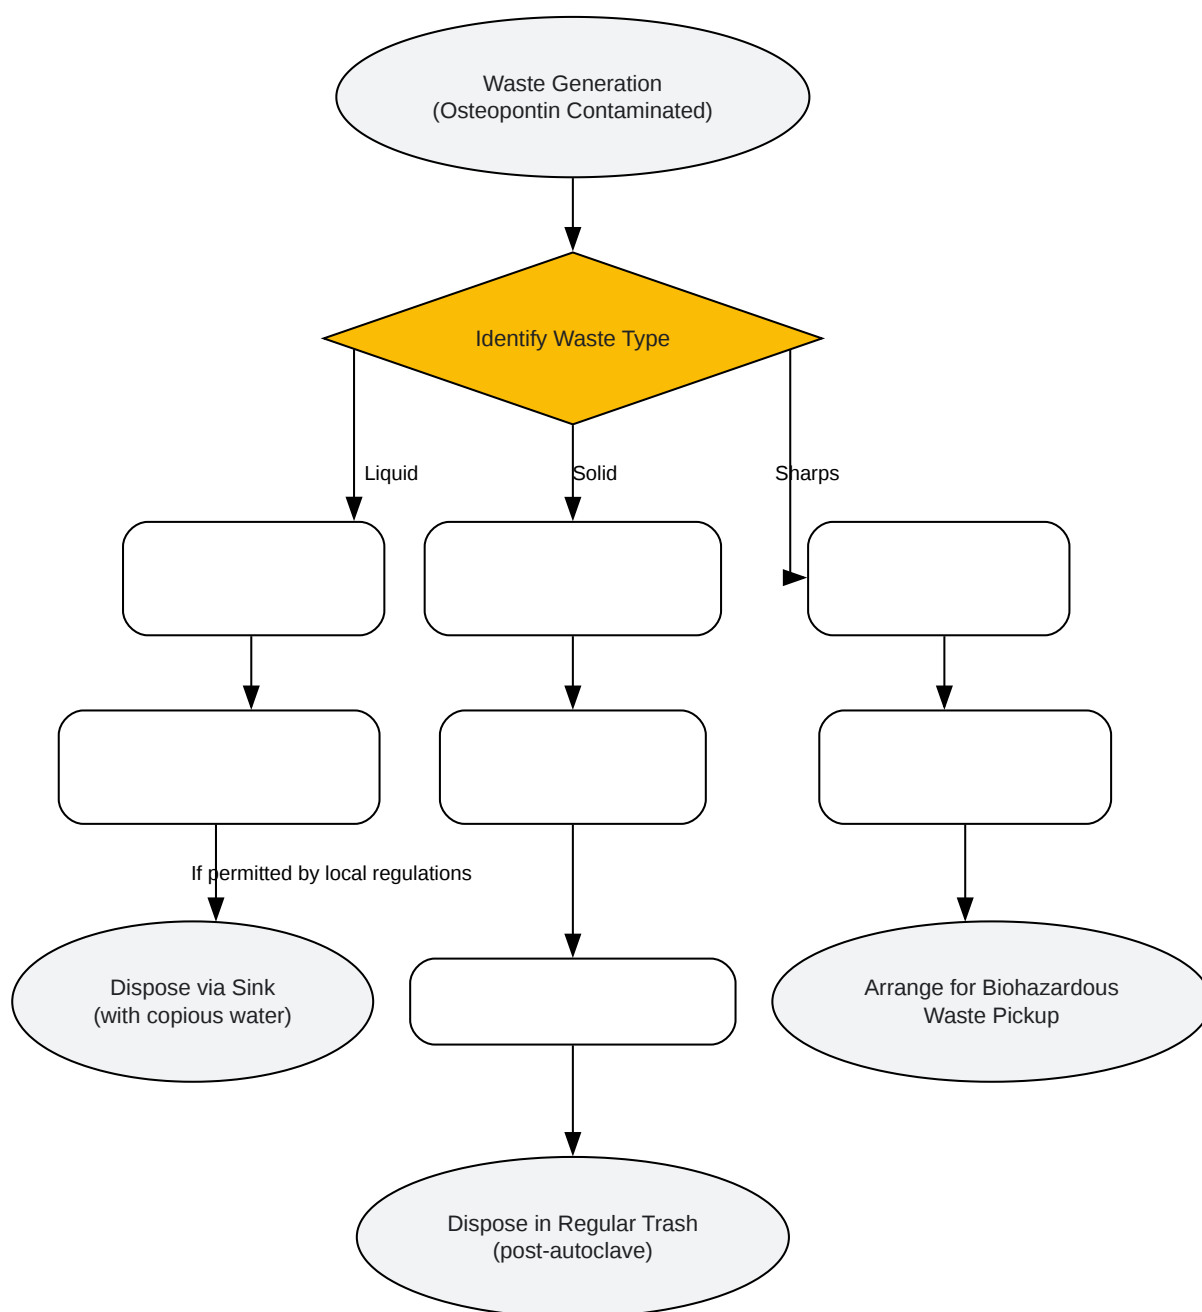 Waste Generation
(Osteopontin Contaminated)
Identify Waste Type
Liquid
Solid
Sharps
If permitted by local regulations
Dispose via Sink
(with copious water)
Arrange for Biohazardous
Waste Pickup
Dispose in Regular Trash
(post-autoclave)